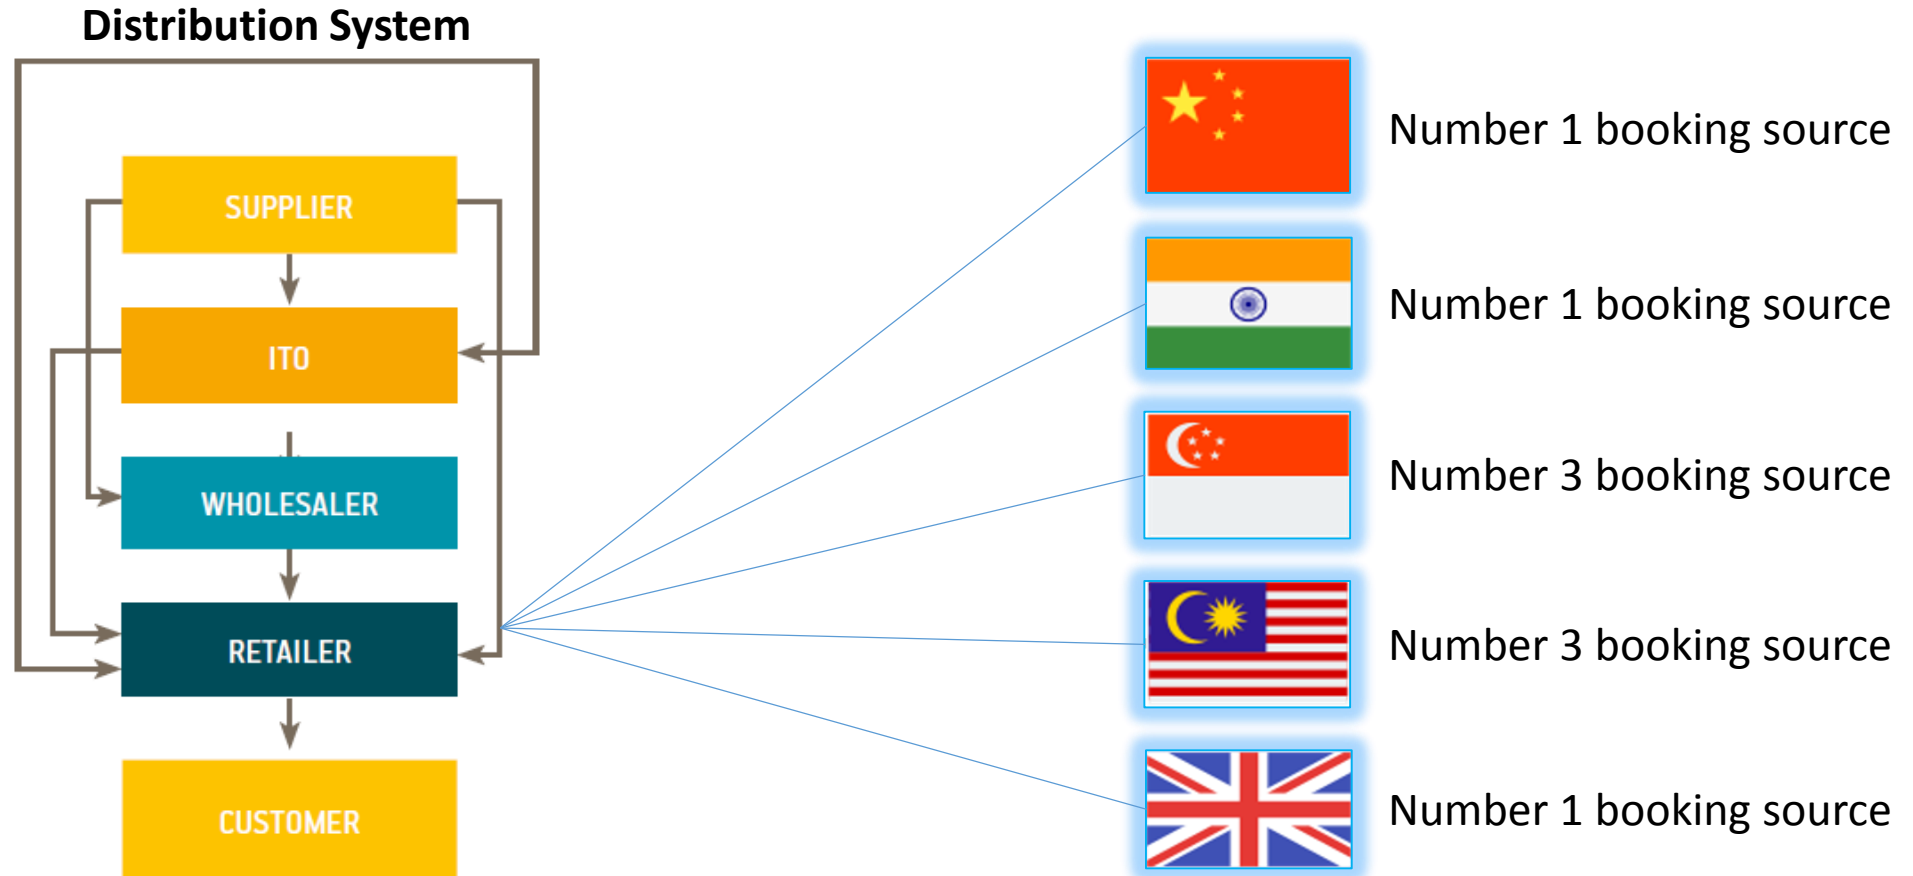 Distribution System
SUPPLIER
ITO
WHOLESALER
RETAILER
CUSTOMER
Number 1 booking source
Number 1 booking source
Number 3 booking source
Number 3 booking source
Number 1 booking source